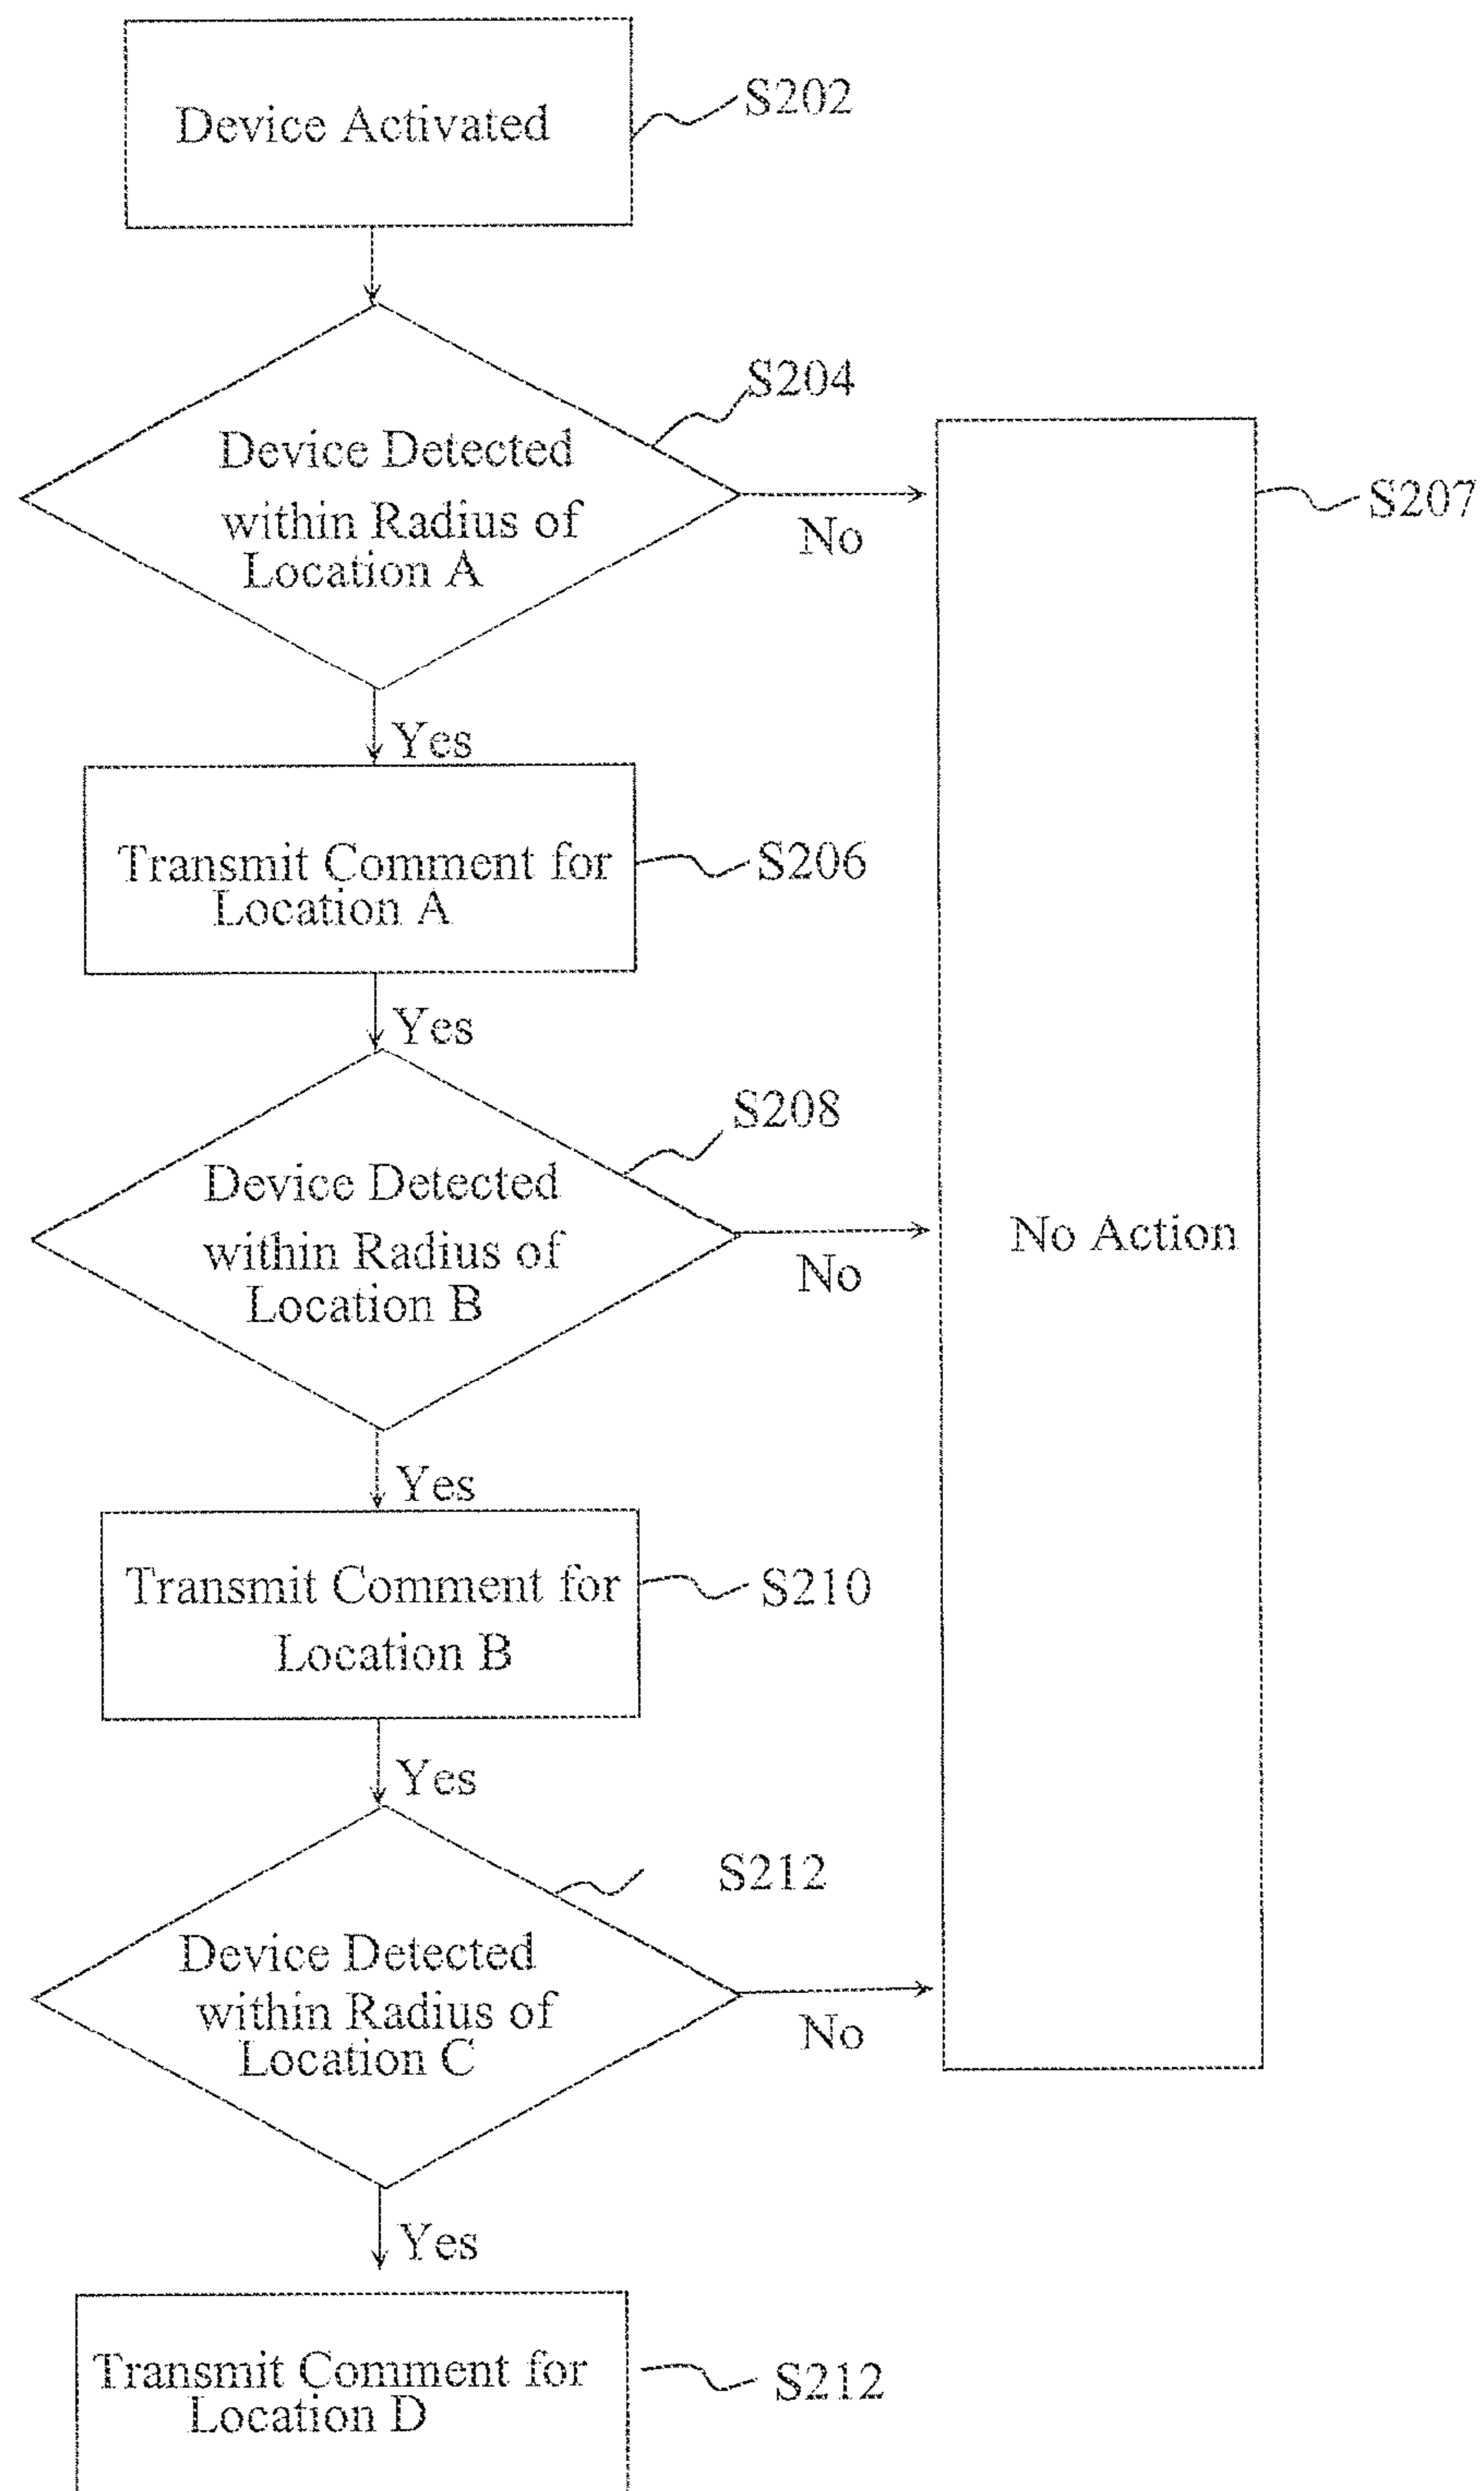 Device Activated
S202
Device Detected
within Radius of
Location A
S204
No
S207
Yes
Transmit Comment for
Location A
S206
Yes
Device Detected
within Radius of
Location B
S208
No
No Action
Yes
Transmit Comment for
Location B
S210
Yes
Device Detected
within Radius of
Location C
S212
No
Yes
Transmit Comment for
Location D
S212